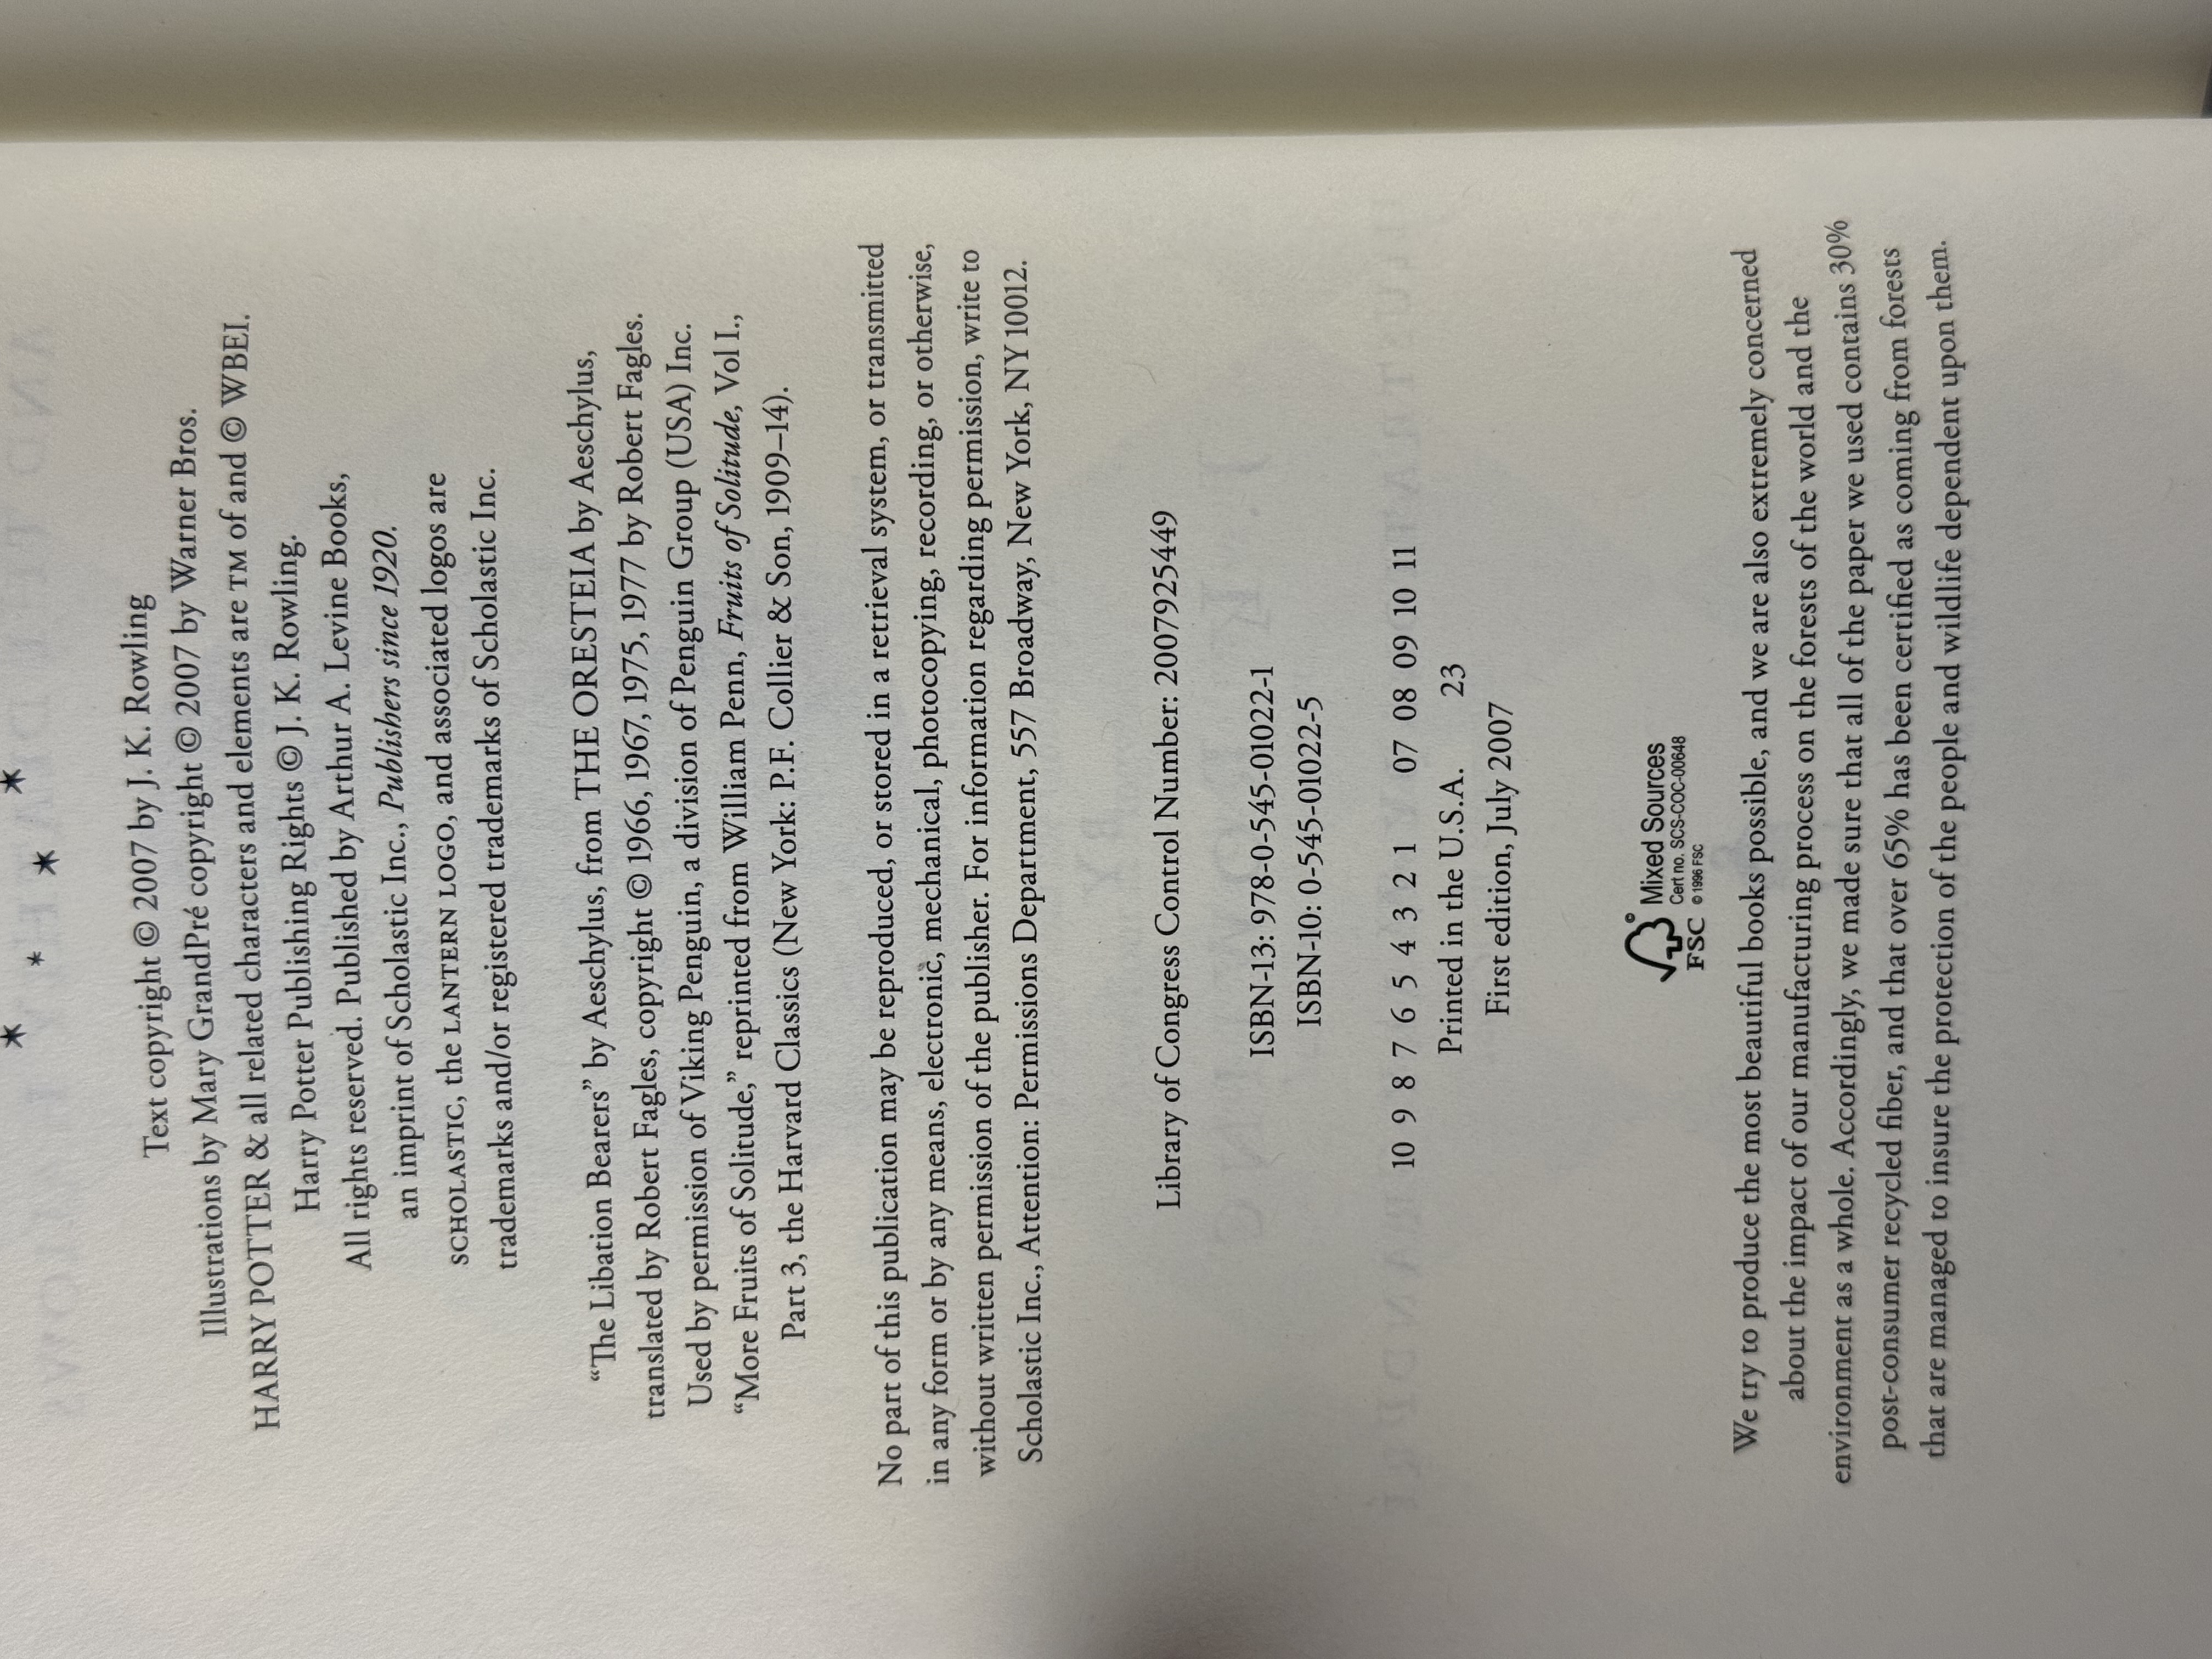 Text copyright © 2007 by J. K. Rowling
Illustrations by Mary GrandPré copyright © 2007 by Warner Bros.
HARRY POTTER & all related characters and elements are TM of and © WBEI.
Harry Potter Publishing Rights © J. K. Rowling.
All rights reserved. Published by Arthur A. Levine Books,
an imprint of Scholastic Inc., Publishers since 1920.
SCHOLASTIC, the LANTERN LOGO, and associated logos are
trademarks and/or registered trademarks of Scholastic Inc.
“The Libation Bearers” by Aeschylus, from THE ORESTEIA by Aeschylus,
translated by Robert Fagles, copyright © 1966, 1967, 1975, 1977 by Robert Fagles.
Used by permission of Viking Penguin, a division of Penguin Group (USA) Inc.
“More Fruits of Solitude,” reprinted from William Penn, Fruits of Solitude, Vol I.,
Part 3, the Harvard Classics (New York: P.F. Collier & Son, 1909–14).
No part of this publication may be reproduced, or stored in a retrieval system, or transmitted
in any form or by any means, electronic, mechanical, photocopying, recording, or otherwise,
without written permission of the publisher. For information regarding permission, write to
Scholastic Inc., Attention: Permissions Department, 557 Broadway, New York, NY 10012.
Library of Congress Control Number: 2007925449
ISBN-13: 978-0-545-01022-1
ISBN-10: 0-545-01022-5
10 9 8 7 6 5 4 3 2 1 07 08 09 10 11
Printed in the U.S.A. 23
First edition, July 2007
FSC
Mixed Sources
Cert no. SCS-COC-00648
© 1996 FSC
We try to produce the most beautiful books possible, and we are also extremely concerned
about the impact of our manufacturing process on the forests of the world and the
environment as a whole. Accordingly, we made sure that all of the paper we used contains 30%
post-consumer recycled fiber, and that over 65% has been certified as coming from forests
that are managed to insure the protection of the people and wildlife dependent upon them.